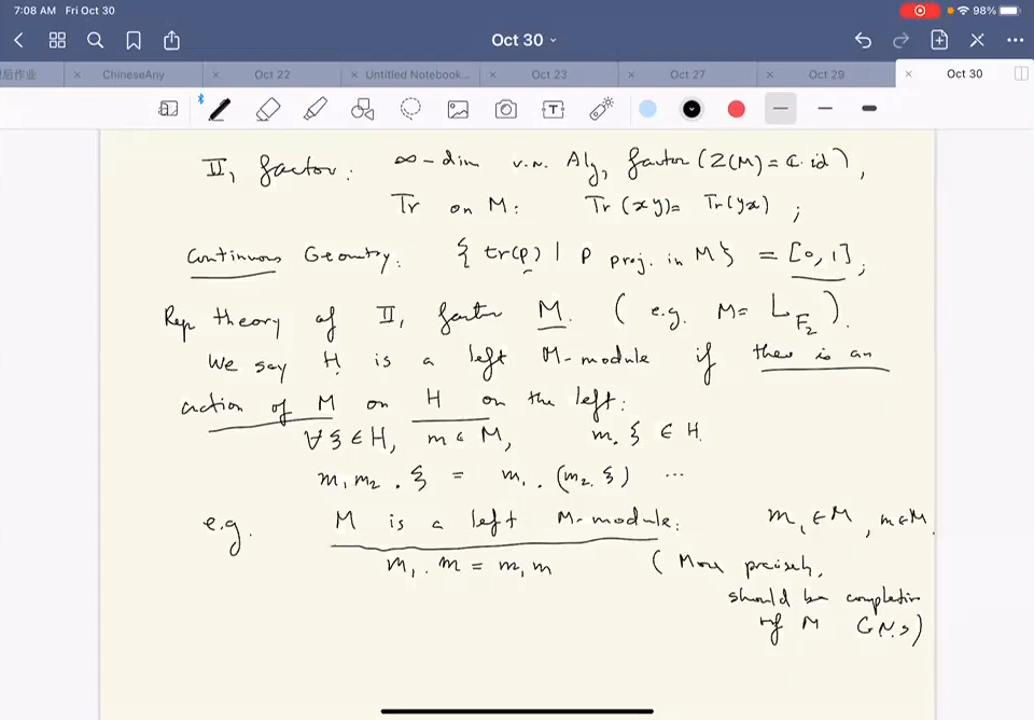 7:08 AM Fri Oct 30
98%
Oct 30
后作业
ChineseAny
Oct 22
Untitled Notebook...
Oct 23
Oct 27
Oct 29
Oct 30
II₁ factor: ∞-dim v.n. Alg, factor (Z(M) = ℂ·id),
Tr on M: Tr(xy) = Tr(yx);
Continuous Geometry: { tr(p) | p proj. in M } = [0,1];
Rep theory of II₁ factor M. (e.g. M = L_{F₂}).
We say H is a left M-module if there is an
action of M on H on the left:
∀ξ∈H, m∈M, m.ξ ∈ H.
m₁m₂.ξ = m₁.(m₂.ξ) ...
e.g. M is a left M-module: m₁∈M, m∈M.
m₁.m = m₁m (More precisely,
should be completion
of M GNS)